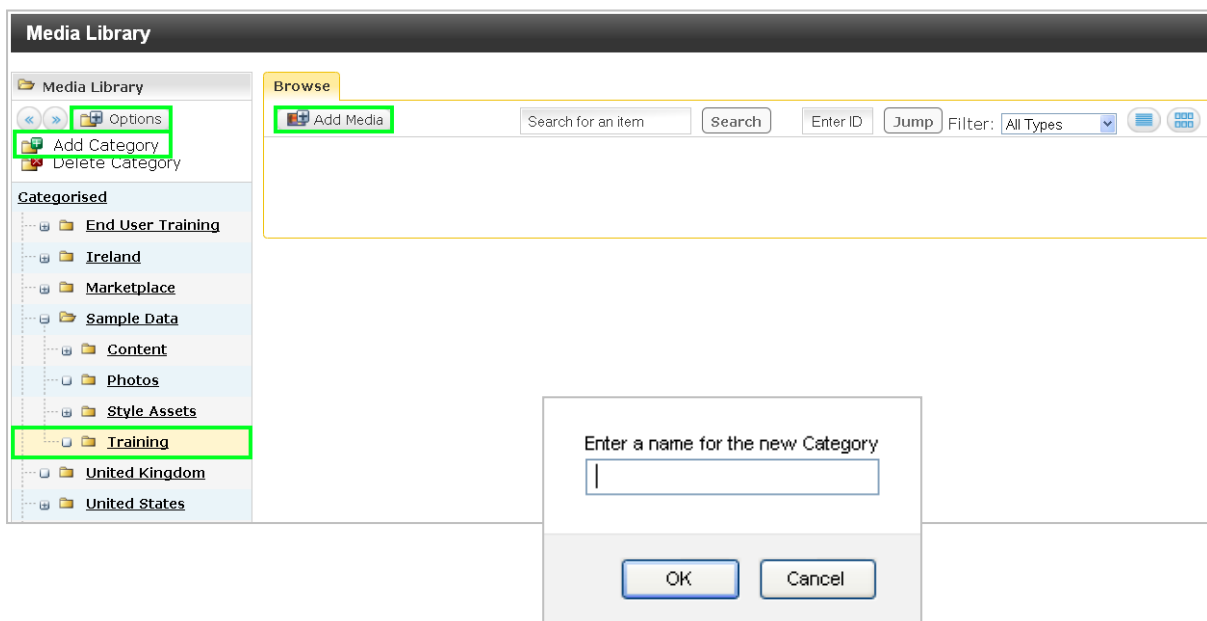 Media Library
Media Library
Options
Add Category
Delete Category
Categorised
End User Training
Ireland
Marketplace
Sample Data
Content
Photos
Style Assets
Training
United Kingdom
United States
Browse
Add Media Search for an item Search Enter ID Jump Filter: All Types
Enter a name for the new Category
OK Cancel